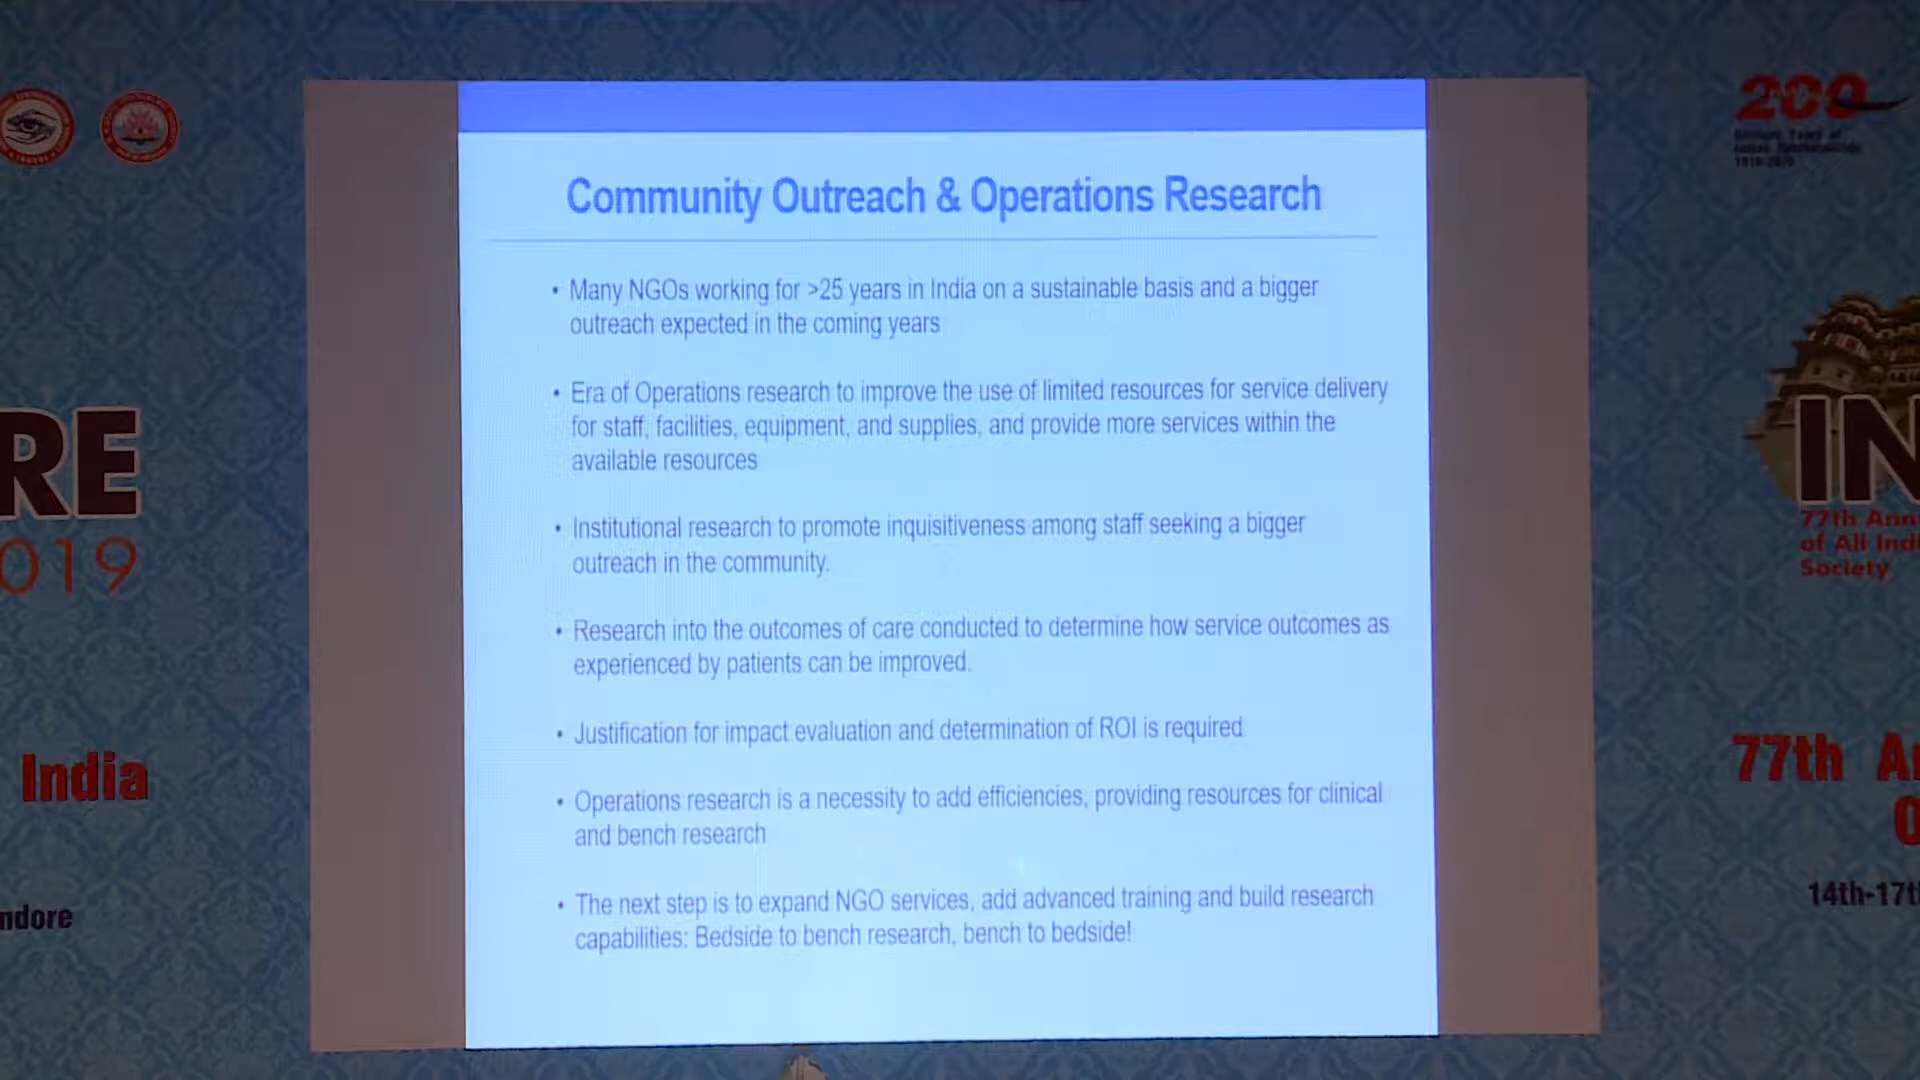 Community Outreach & Operations Research
• Many NGOs working for >25 years in India on a sustainable basis and a bigger
outreach expected in the coming years
• Era of Operations research to improve the use of limited resources for service delivery
for staff, facilities, equipment, and supplies, and provide more services within the
available resources
• Institutional research to promote inquisitiveness among staff seeking a bigger
outreach in the community.
• Research into the outcomes of care conducted to determine how service outcomes as
experienced by patients can be improved.
• Justification for impact evaluation and determination of ROI is required
• Operations research is a necessity to add efficiencies, providing resources for clinical
and bench research
• The next step is to expand NGO services, add advanced training and build research
capabilities: Bedside to bench research, bench to bedside!
RE
019
India
ndore
200
IN
77th Ann
of All Indi
Society
77th A
O
14th-17t